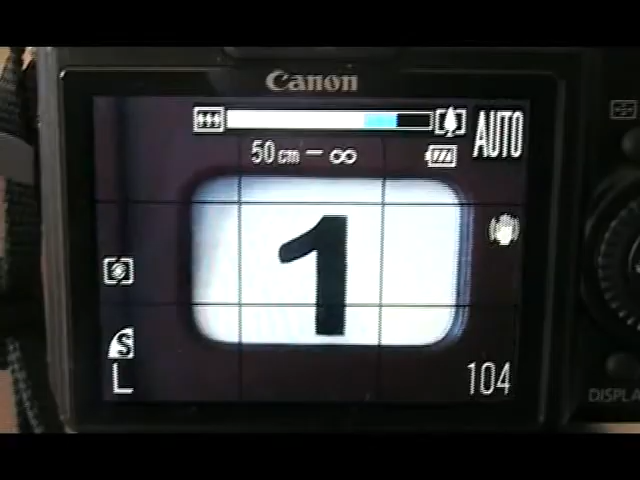 Canon
AUTO
50cm - ∞
1
S
L
104
DISPLA